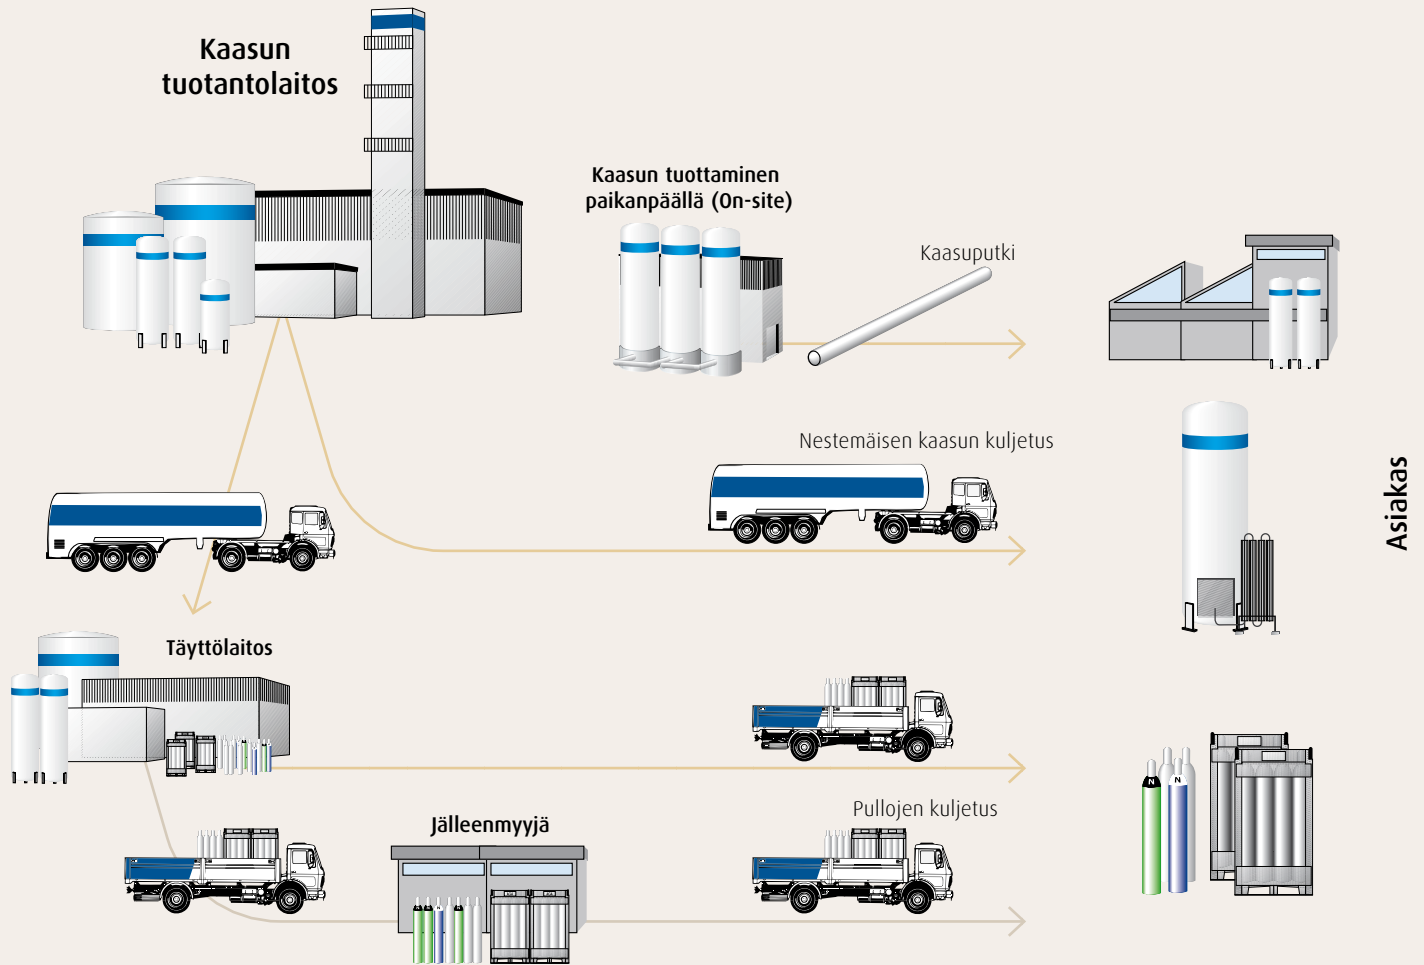 Kaasun
tuotantolaitos
Kaasun tuottaminen
paikanpäällä (On-site)
Kaasuputki
Nestemäisen kaasun kuljetus
Asiakas
Täyttölaitos
Jälleenmyyjä
Pullojen kuljetus
N
N
N